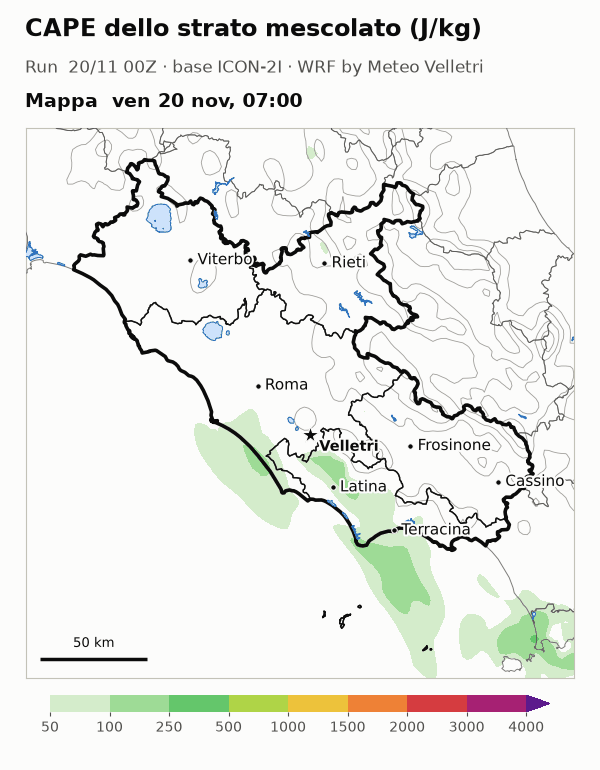 CAPE dello strato mescolato (J/kg)
Run  20/11 00Z · base ICON-2I · WRF by Meteo Velletri
Mappa  ven 20 nov, 07:00
Viterbo
Rieti
Roma
Velletri
Frosinone
Latina
Cassino
Terracina
50 km
50 100 250 500 1000 1500 2000 3000 4000